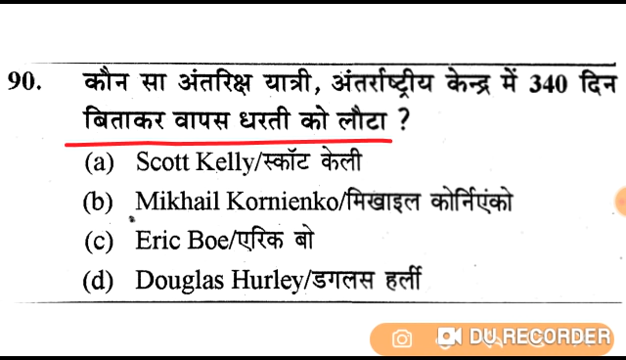 90. कौन सा अंतरिक्ष यात्री, अंतर्राष्ट्रीय केन्द्र में 340 दिन
बिताकर वापस धरती को लौटा ?
(a) Scott Kelly/स्कॉट केली
(b) Mikhail Kornienko/मिखाइल कोर्निएंको
(c) Eric Boe/एरिक बो
(d) Douglas Hurley/डगलस हर्ली
DU RECORDER